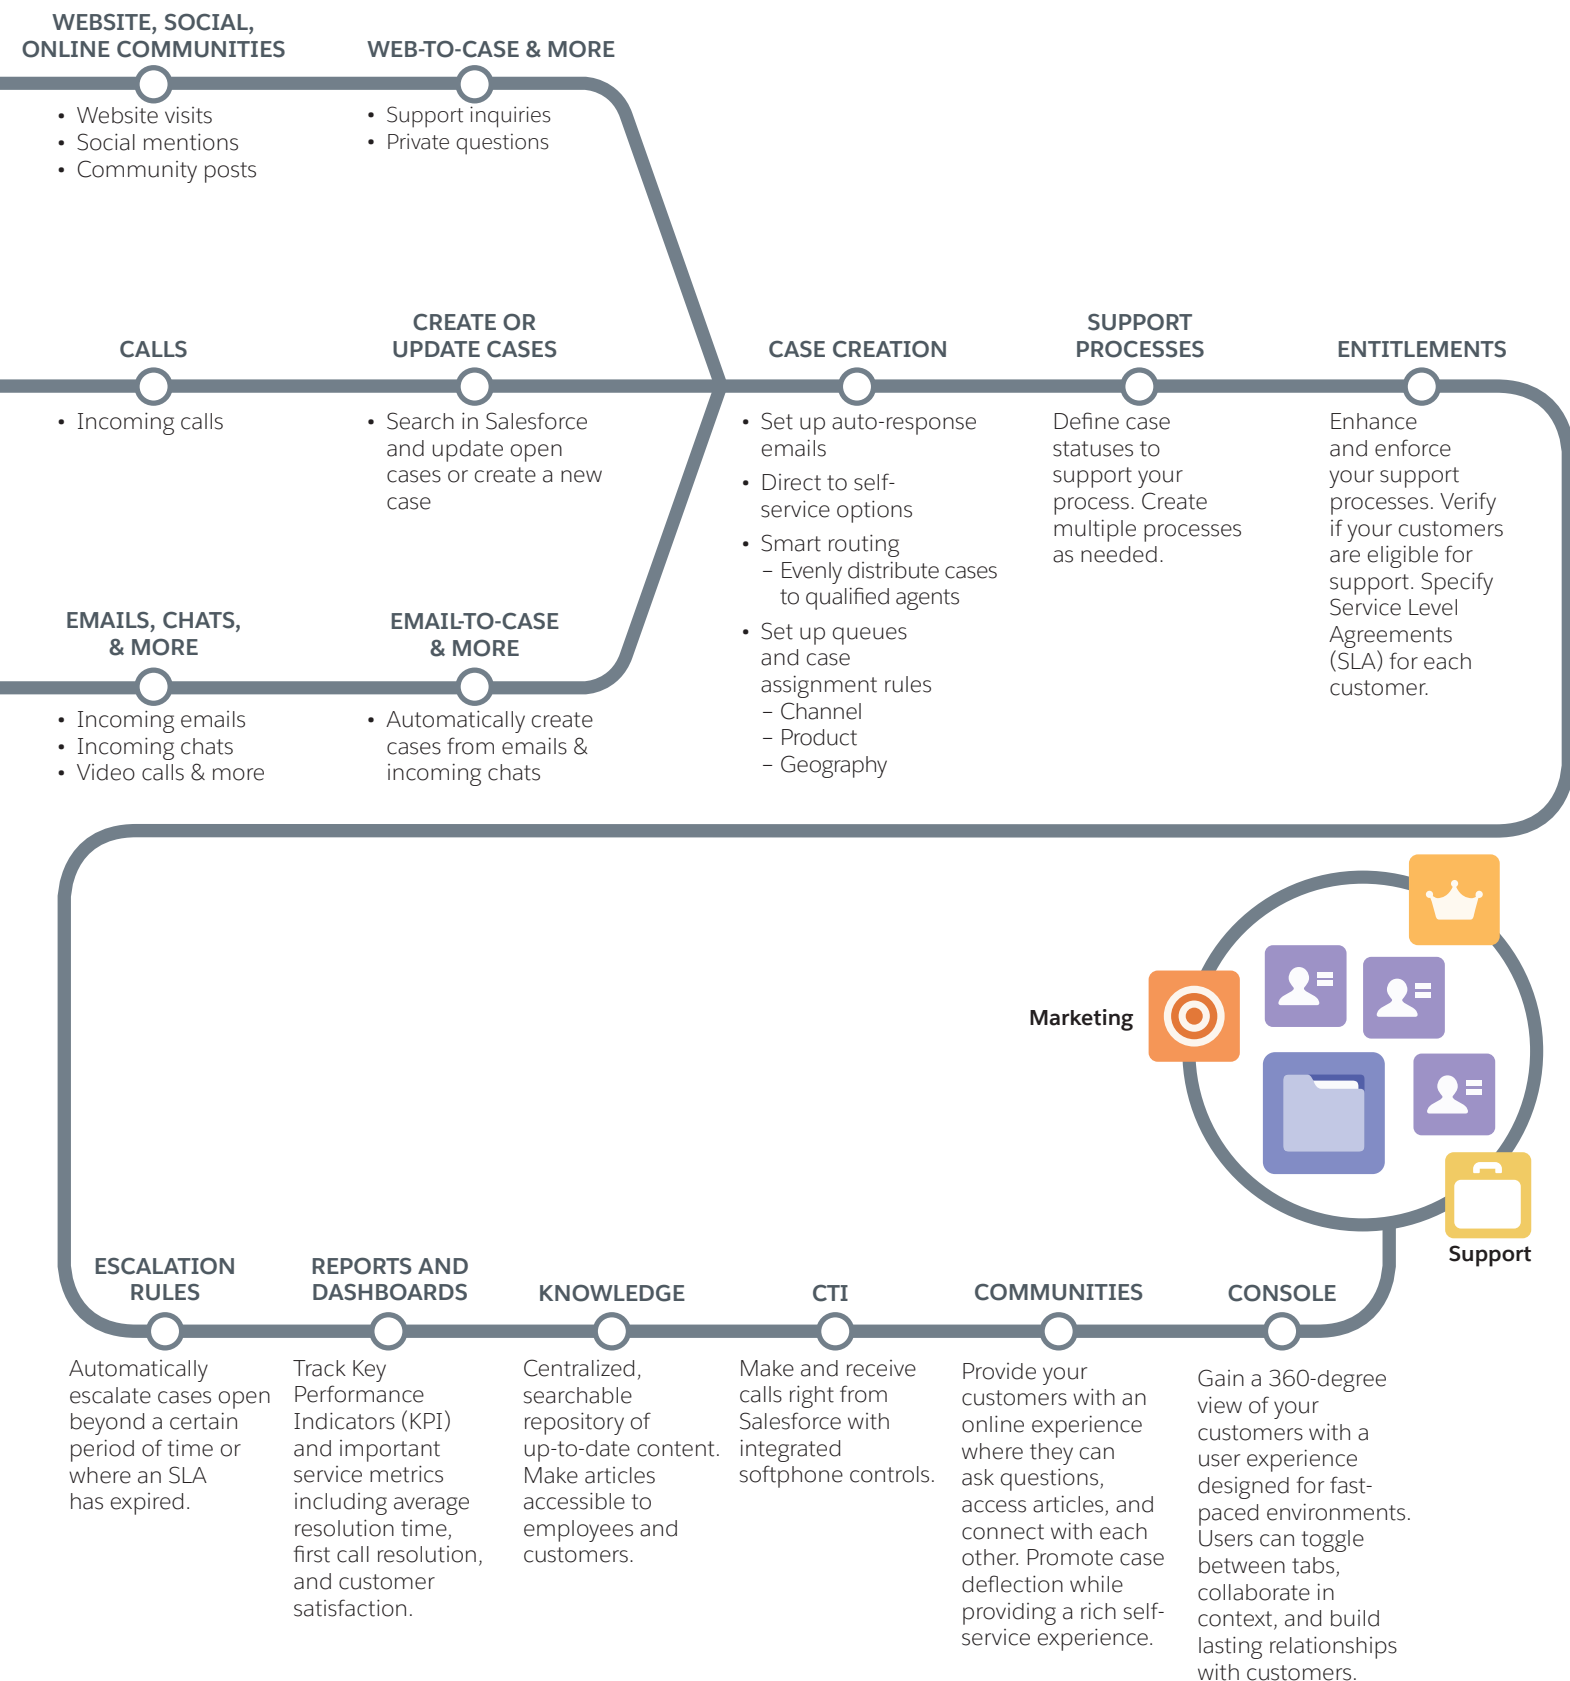 WEBSITE, SOCIAL,
ONLINE COMMUNITIES
• Website visits
• Social mentions
• Community posts
WEB-TO-CASE & MORE
• Support inquiries
• Private questions
CALLS
• Incoming calls
CREATE OR
UPDATE CASES
• Search in Salesforce
and update open
cases or create a new
case
EMAILS, CHATS,
& MORE
• Incoming emails
• Incoming chats
• Video calls & more
EMAIL-TO-CASE
& MORE
• Automatically create
cases from emails &
incoming chats
CASE CREATION
• Set up auto-response
emails
• Direct to self-
service options
• Smart routing
– Evenly distribute cases
to qualified agents
• Set up queues
and case
assignment rules
– Channel
– Product
– Geography
SUPPORT
PROCESSES
Define case
statuses to
support your
process. Create
multiple processes
as needed.
ENTITLEMENTS
Enhance
and enforce
your support
processes. Verify
if your customers
are eligible for
support. Specify
Service Level
Agreements
(SLA) for each
customer.
Marketing
Support
ESCALATION
RULES
Automatically
escalate cases open
beyond a certain
period of time or
where an SLA
has expired.
REPORTS AND
DASHBOARDS
Track Key
Performance
Indicators (KPI)
and important
service metrics
including average
resolution time,
first call resolution,
and customer
satisfaction.
KNOWLEDGE
Centralized,
searchable
repository of
up-to-date content.
Make articles
accessible to
employees and
customers.
CTI
Make and receive
calls right from
Salesforce with
integrated
softphone controls.
COMMUNITIES
Provide your
customers with an
online experience
where they can
ask questions,
access articles, and
connect with each
other. Promote case
deflection while
providing a rich self-
service experience.
CONSOLE
Gain a 360-degree
view of your
customers with a
user experience
designed for fast-
paced environments.
Users can toggle
between tabs,
collaborate in
context, and build
lasting relationships
with customers.